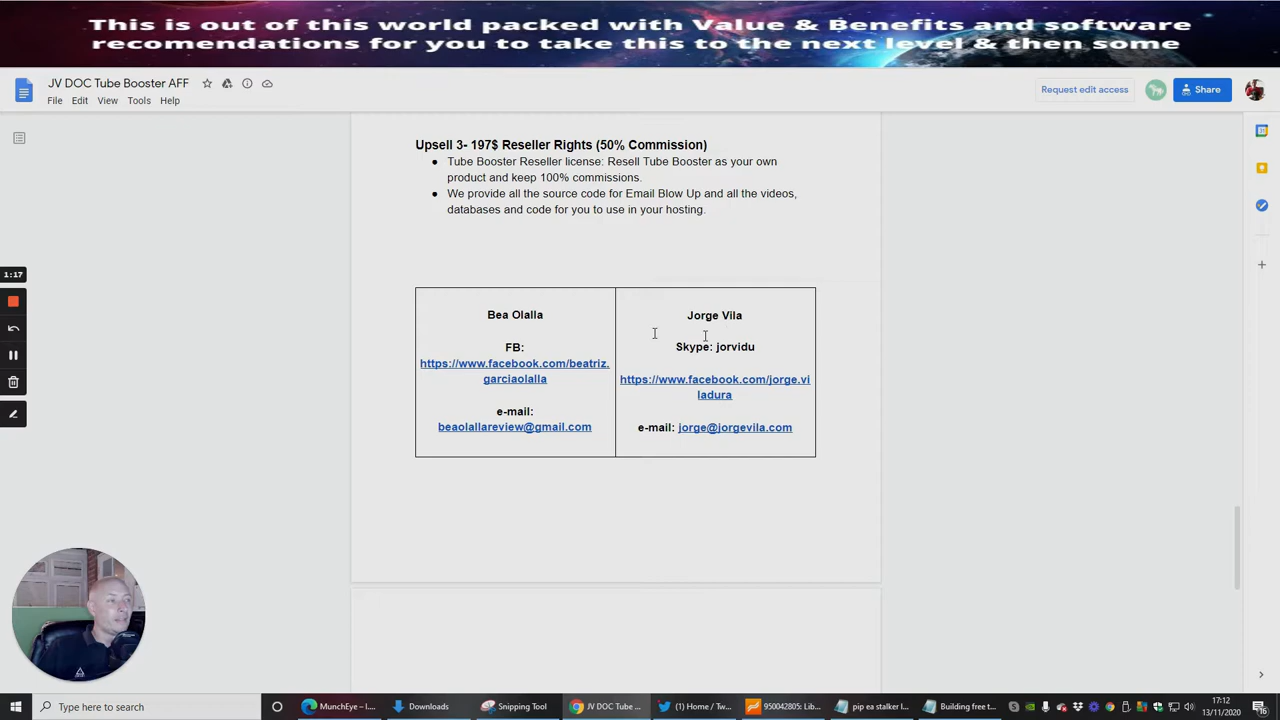 This is out of this world packed with Value & Benefits and software
recomendations for you to take this to the next level & then some
JV DOC Tube Booster AFF
File Edit View Tools Help
Request edit access
Share
Upsell 3- 197$ Reseller Rights (50% Commission)
● Tube Booster Reseller license: Resell Tube Booster as your own
product and keep 100% commissions.
● We provide all the source code for Email Blow Up and all the videos,
databases and code for you to use in your hosting.
1:17
Bea Olalla
FB:
https://www.facebook.com/beatriz.
garciaolalla
e-mail:
beaolallareview@gmail.com
Jorge Vila
Skype: jorvidu
https://www.facebook.com/jorge.vi
ladura
e-mail: jorge@jorgevila.com
Type here to search
MunchEye – I...
Downloads
Snipping Tool
JV DOC Tube ...
(1) Home / Tw...
950042805: Lib...
pip ea stalker l...
Building free t...
17:12
13/11/2020
16